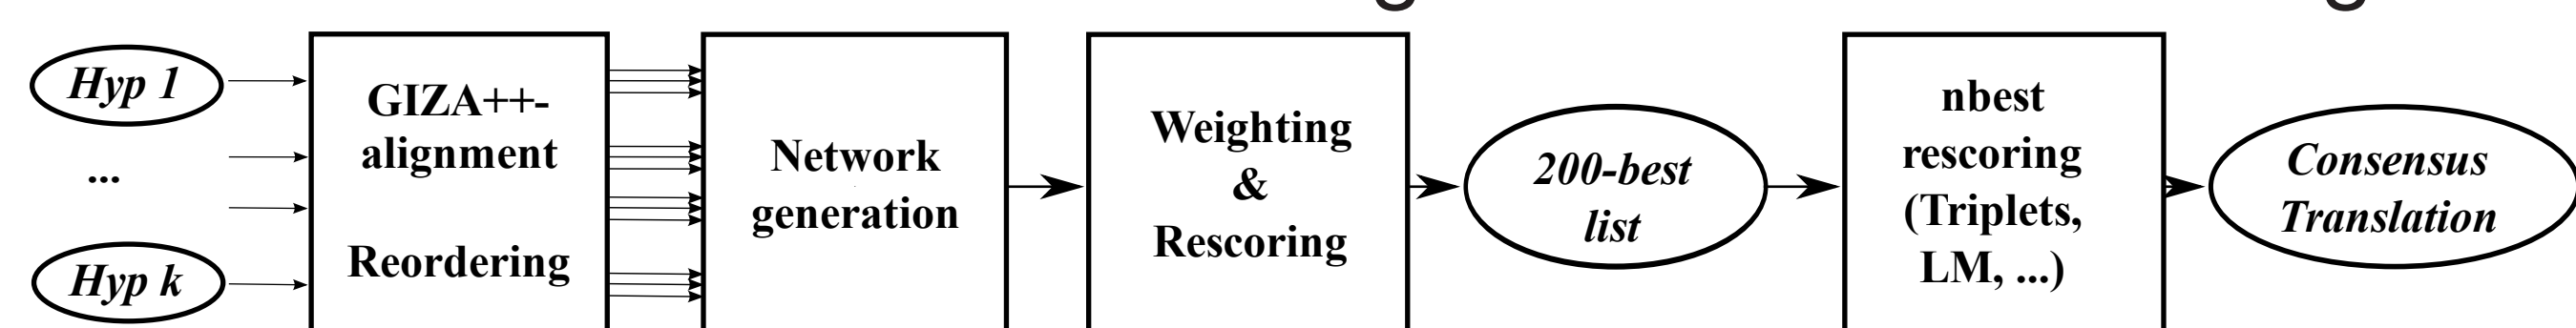 Hyp 1
...
Hyp k
GIZA++-
alignment
Reordering
Network
generation
Weighting
&
Rescoring
200-best
list
nbest
rescoring
(Triplets,
LM, ...)
Consensus
Translation